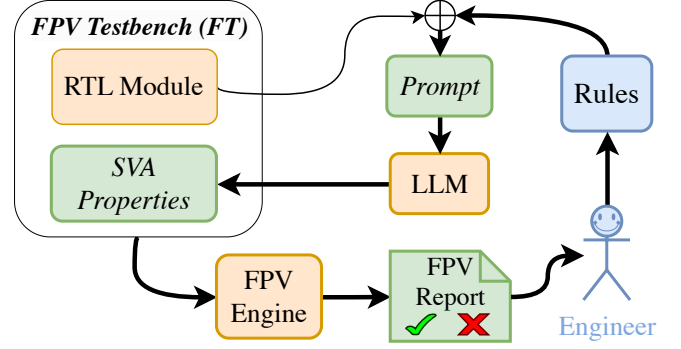 FPV Testbench (FT)
RTL Module
Prompt
Rules
SVA
Properties
LLM
FPV
Engine
FPV
Report
Engineer